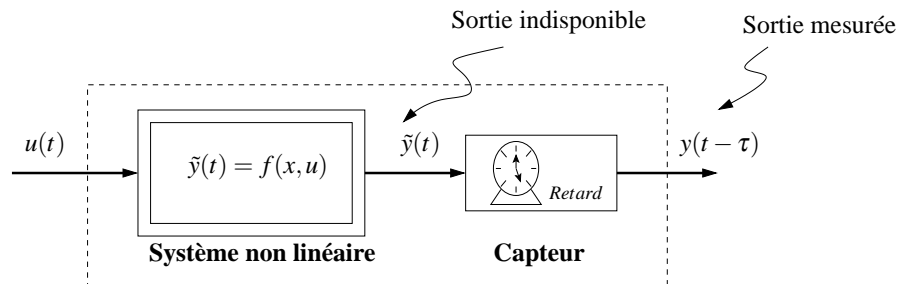 Sortie indisponible
Sortie mesurée
u(t)
ỹ(t) = f(x,u)
ỹ(t)
y(t − τ)
Retard
Système non linéaire
Capteur